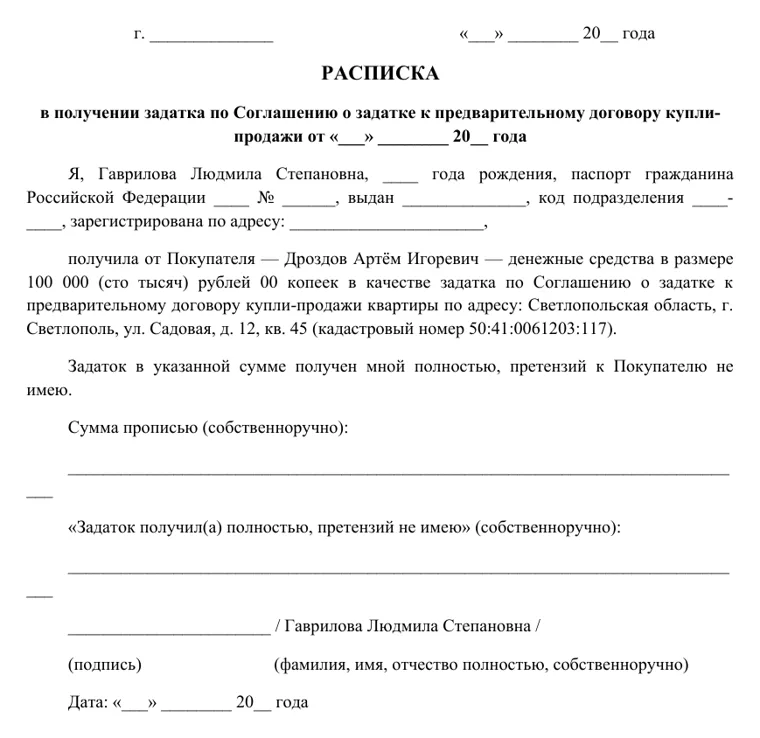 г. ______________ «___» ________ 20__ года
РАСПИСКА
в получении задатка по Соглашению о задатке к предварительному договору купли-
продажи от «___» ________ 20__ года
Я, Гаврилова Людмила Степановна, ____ года рождения, паспорт гражданина
Российской Федерации ____ № ______, выдан ______________, код подразделения ____-
____, зарегистрирована по адресу: ______________________,
получила от Покупателя — Дроздов Артём Игоревич — денежные средства в размере
100 000 (сто тысяч) рублей 00 копеек в качестве задатка по Соглашению о задатке к
предварительному договору купли-продажи квартиры по адресу: Светлопольская область, г.
Светлополь, ул. Садовая, д. 12, кв. 45 (кадастровый номер 50:41:0061203:117).
Задаток в указанной сумме получен мной полностью, претензий к Покупателю не
имею.
Сумма прописью (собственноручно):
___________________________________________________________________________
___
«Задаток получил(а) полностью, претензий не имею» (собственноручно):
___________________________________________________________________________
___
_______________________ / Гаврилова Людмила Степановна /
(подпись) (фамилия, имя, отчество полностью, собственноручно)
Дата: «___» ________ 20__ года